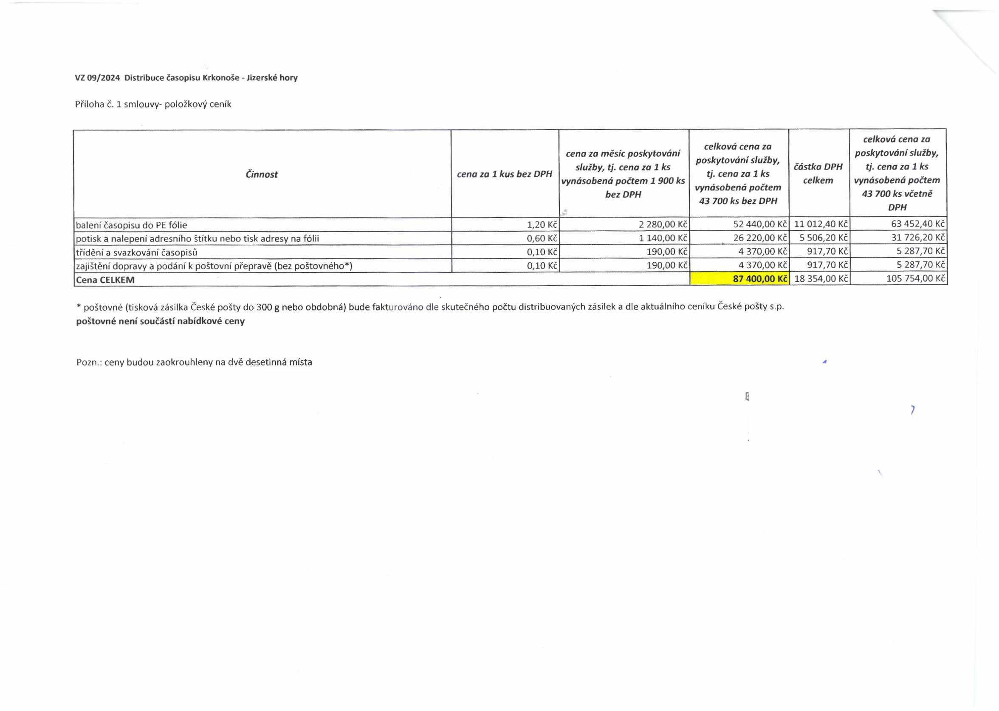 VZ 09/2024 Distribuce časopisu Krkonoše - Jizerské hory
Příloha č. 1 smlouvy- položkový ceník
Činnost
cena za 1 kus bez DPH
cena za měsíc poskytování
služby, tj. cena za 1 ks
vynásobená počtem 1 900 ks
bez DPH
celková cena za
poskytování služby,
tj. cena za 1 ks
vynásobená počtem
43 700 ks bez DPH
částka DPH
celkem
celková cena za
poskytování služby,
tj. cena za 1 ks
vynásobená počtem
43 700 ks včetně
DPH
balení časopisu do PE fólie 1,20 Kč 2 280,00 Kč 52 440,00 Kč 11 012,40 Kč 63 452,40 Kč
potisk a nalepení adresního štítku nebo tisk adresy na fólii 0,60 Kč 1 140,00 Kč 26 220,00 Kč 5 506,20 Kč 31 726,20 Kč
třídění a svazkování časopisů 0,10 Kč 190,00 Kč 4 370,00 Kč 917,70 Kč 5 287,70 Kč
zajištění dopravy a podání k poštovní přepravě (bez poštovného*) 0,10 Kč 190,00 Kč 4 370,00 Kč 917,70 Kč 5 287,70 Kč
Cena CELKEM 87 400,00 Kč 18 354,00 Kč 105 754,00 Kč
* poštovné (tisková zásilka České pošty do 300 g nebo obdobná) bude fakturováno dle skutečného počtu distribuovaných zásilek a dle aktuálního ceníku České pošty s.p.
poštovné není součástí nabídkové ceny
Pozn.: ceny budou zaokrouhleny na dvě desetinná místa